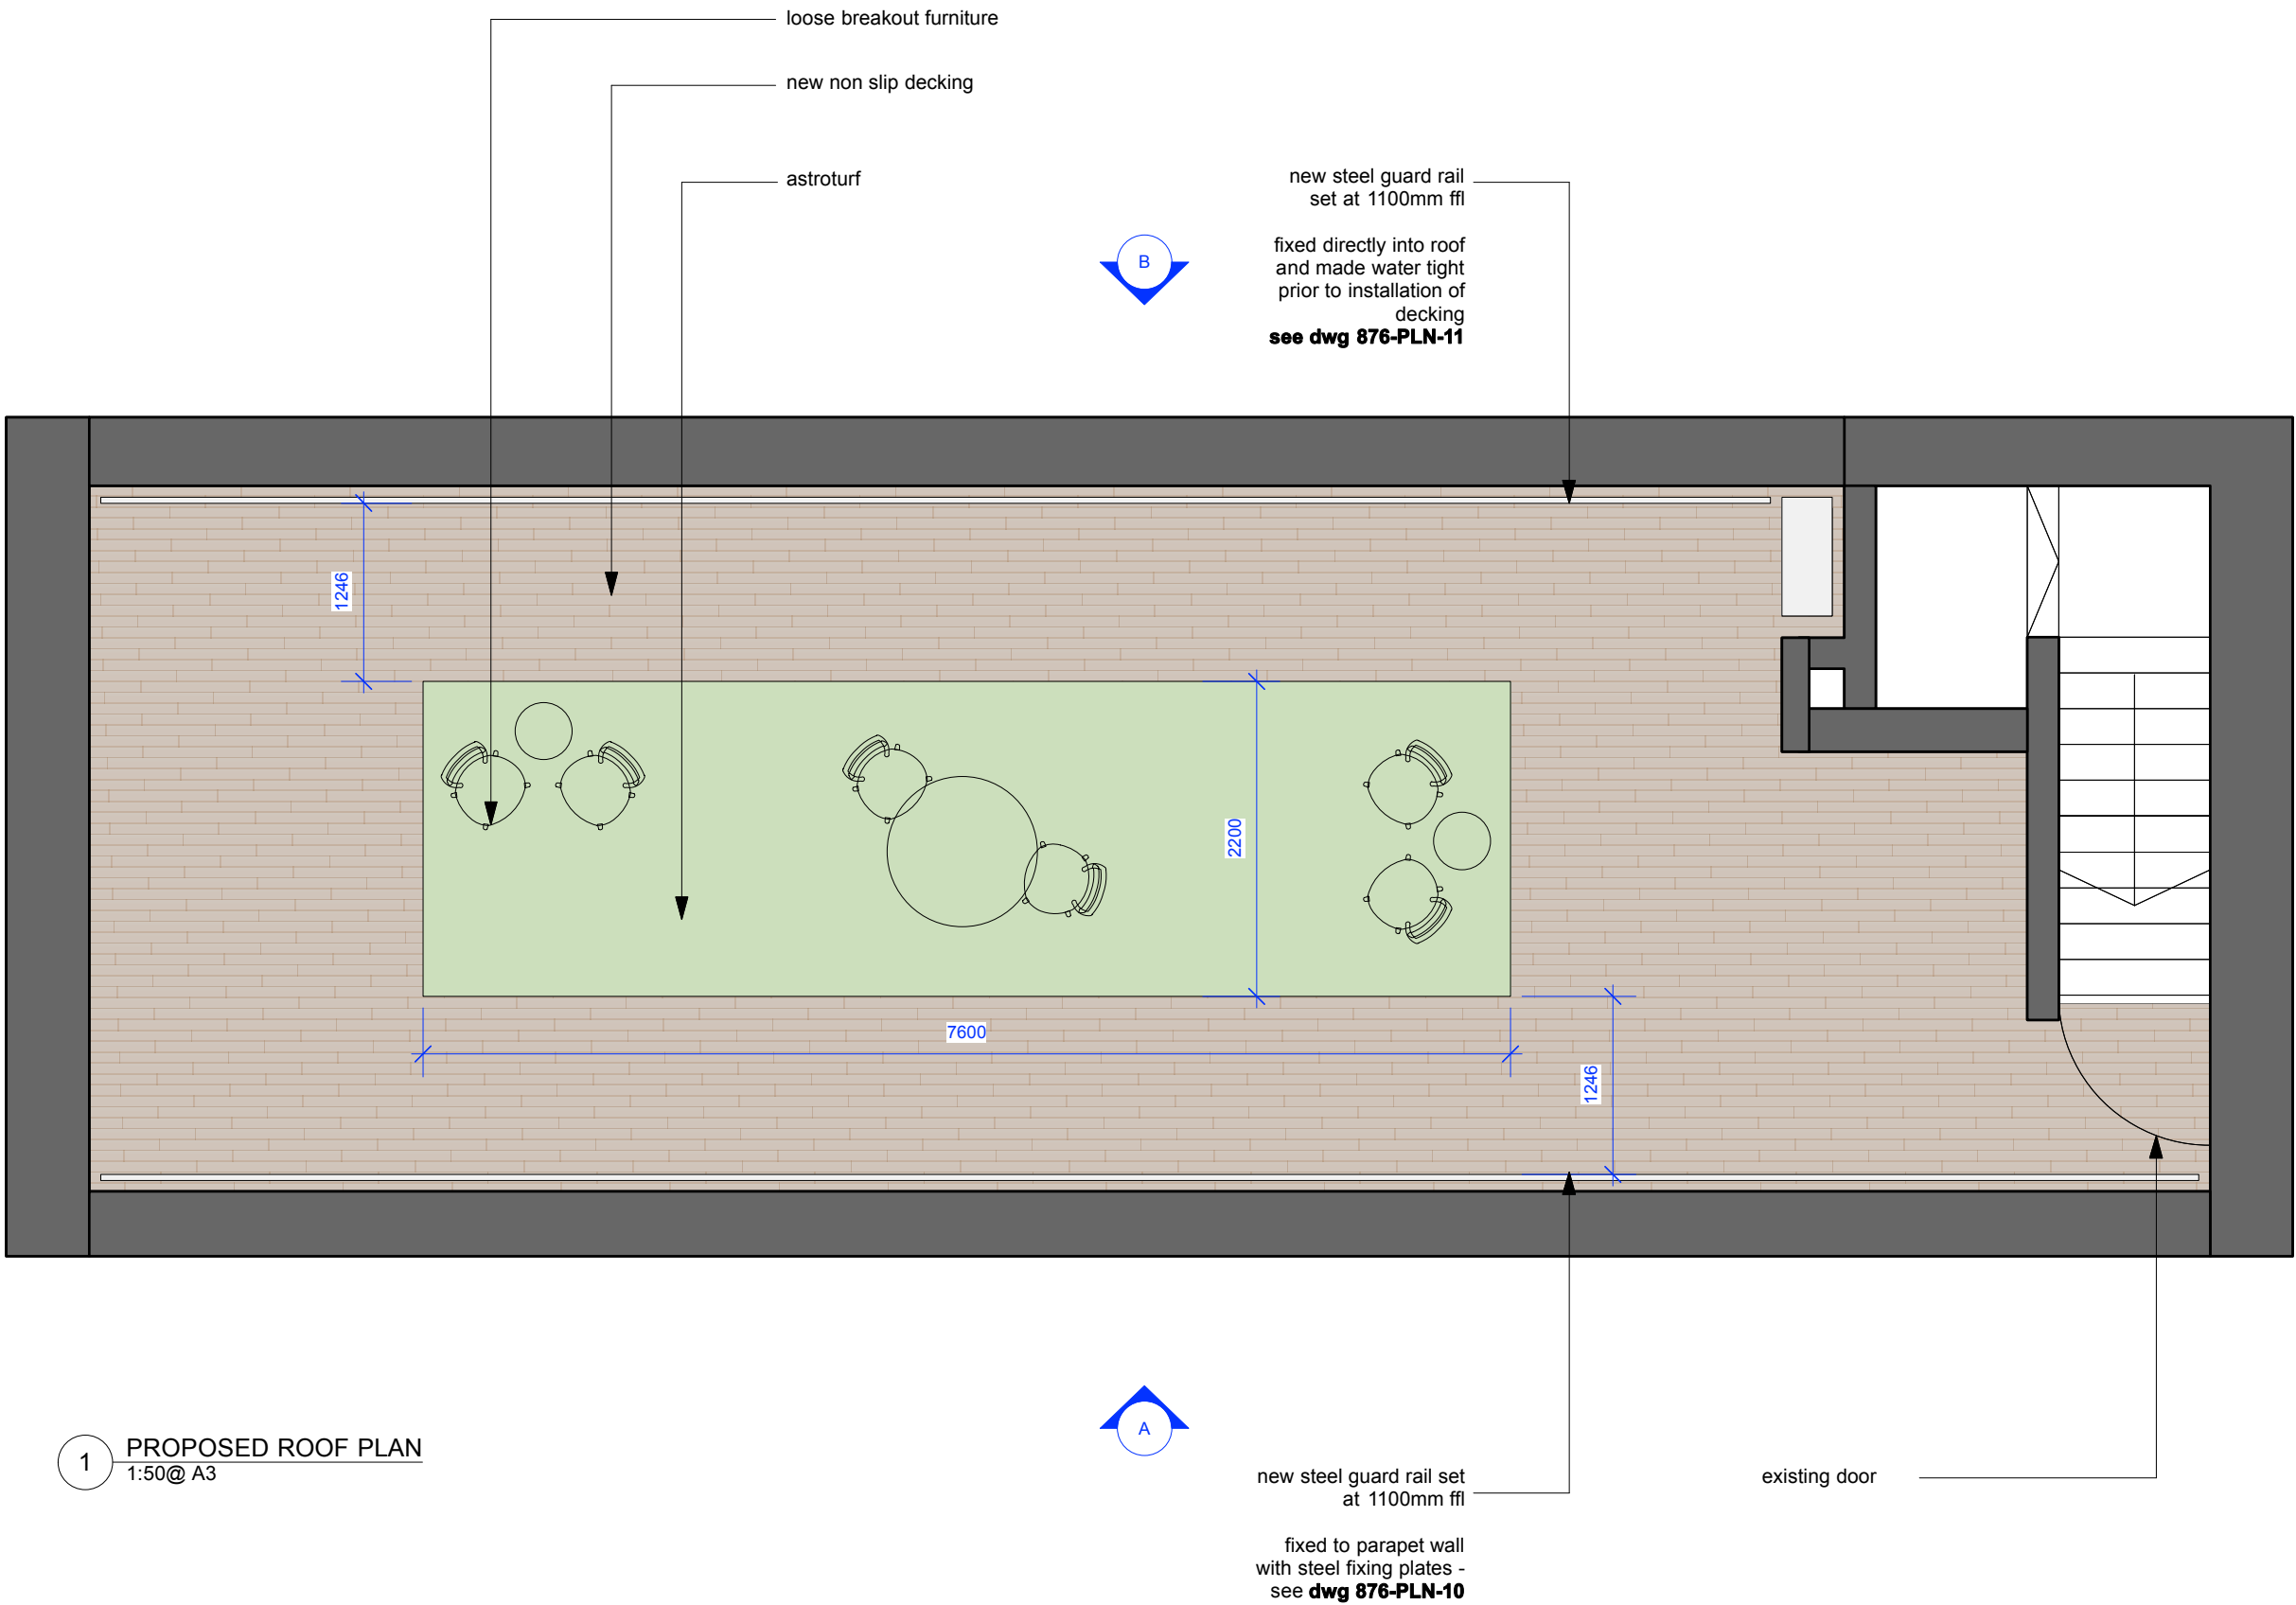 loose breakout furniture
new non slip decking
astroturf
new steel guard rail
set at 1100mm ffl
fixed directly into roof
and made water tight
prior to installation of
decking
see dwg 876-PLN-11
B
1246
2200
7600
1246
A
1
PROPOSED ROOF PLAN
1:50@ A3
new steel guard rail set
at 1100mm ffl
fixed to parapet wall
with steel fixing plates -
see dwg 876-PLN-10
existing door